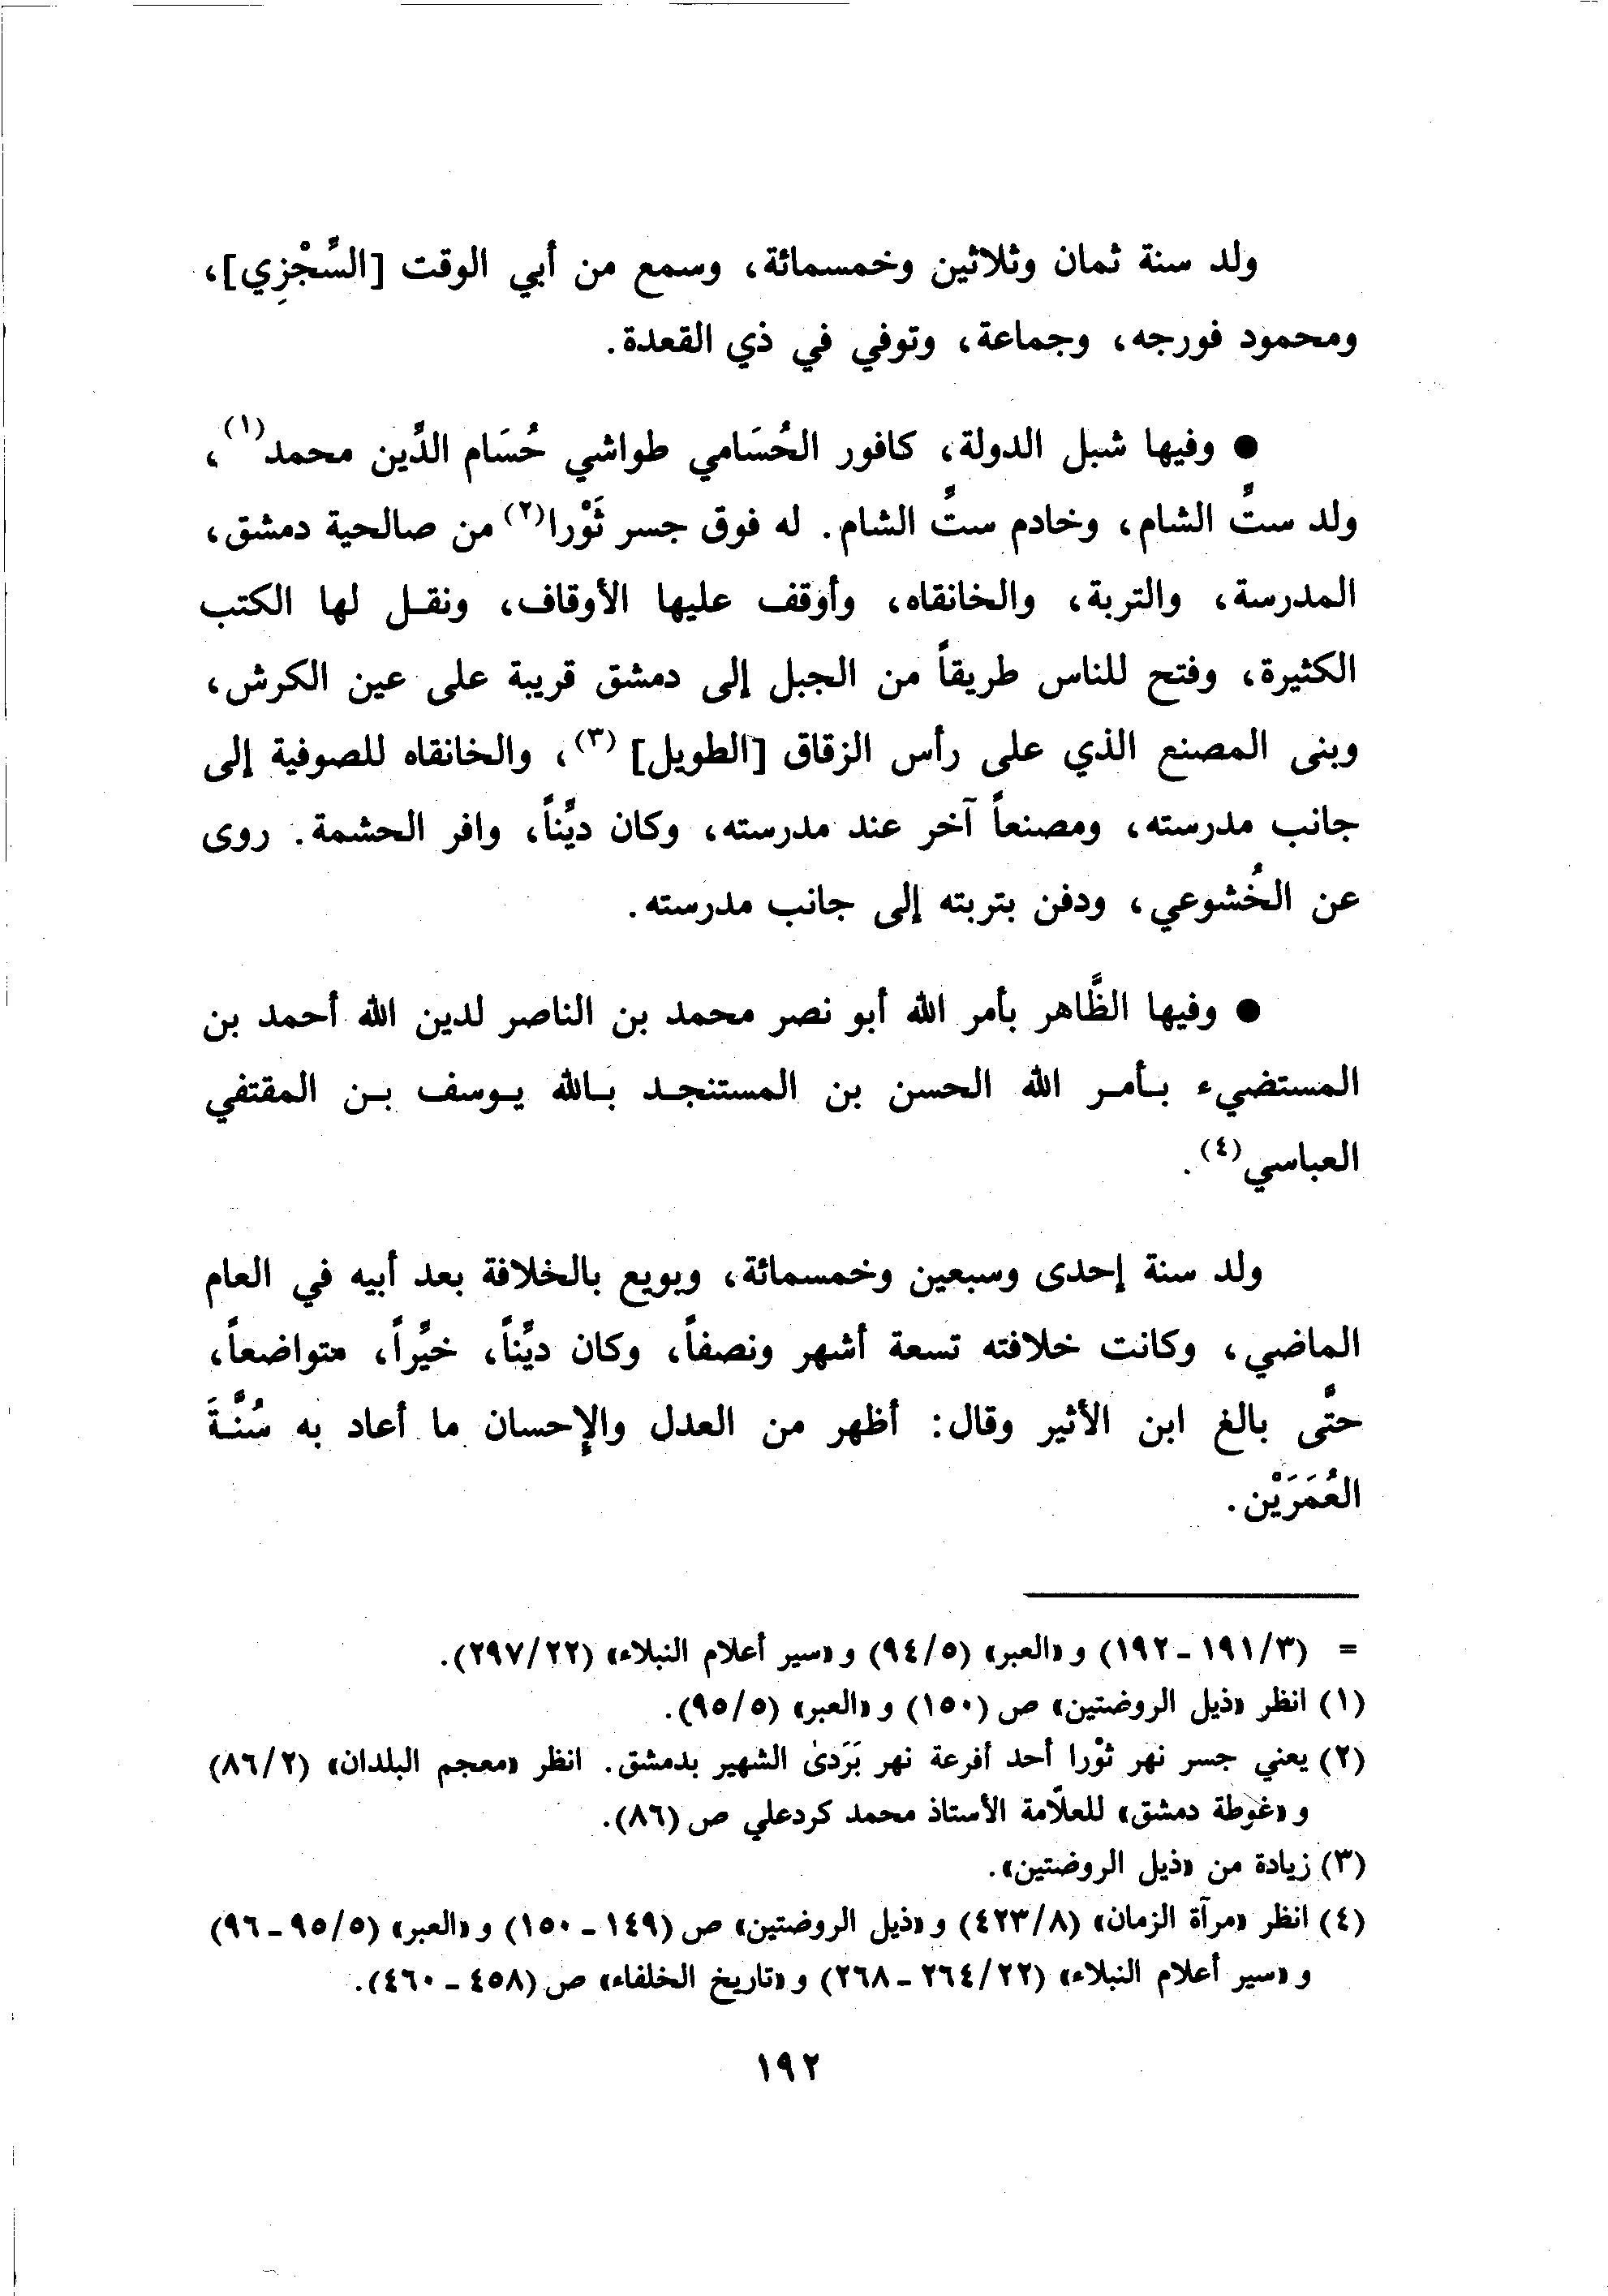 ولد سنة ثمان وثلاثين وخمسمائة، وسمع من أبي الوقت [السِّجْزِي]،
ومحمود فورجه، وجماعة، وتوفي في ذي القعدة.
● وفيها شبل الدولة، كافور الحُسَامي طواشي حُسَام الدِّين محمد(١)،
ولد ستُّ الشام، وخادم ستُّ الشام. له فوق جسر ثَوْرا(٢) من صالحية دمشق،
المدرسة، والتربة، والخانقاه، وأوقف عليها الأوقاف، ونقل لها الكتب
الكثيرة، وفتح للناس طريقاً من الجبل إلى دمشق قريبة على عين الكرش،
وبنى المصنع الذي على رأس الزقاق [الطويل] (٣)، والخانقاه للصوفية إلى
جانب مدرسته، ومصنعاً آخر عند مدرسته، وكان ديِّناً، وافر الحشمة. روى
عن الخُشوعي، ودفن بتربته إلى جانب مدرسته.
● وفيها الظَّاهر بأمر الله أبو نصر محمد بن الناصر لدين الله أحمد بن
المستضيء بأمر الله الحسن بن المستنجد بالله يوسف بن المقتفي
العباسي(٤).
ولد سنة إحدى وسبعين وخمسمائة، وبويع بالخلافة بعد أبيه في العام
الماضي، وكانت خلافته تسعة أشهر ونصفاً، وكان ديِّناً، خيِّراً، متواضعاً،
حتَّى بالغ ابن الأثير وقال: أظهر من العدل والإحسان ما أعاد به سُنَّةَ
العُمَرَيْن.
= (٣/ ١٩١ - ١٩٢) و «العبر» (٥/ ٩٤) و «سير أعلام النبلاء» (٢٢/ ٢٩٧).
(١) انظر «ذيل الروضتين» ص (١٥٠) و «العبر» (٥/ ٩٥).
(٢) يعني جسر نهر ثوْرا أحد أفرعة نهر بَرَدىٰ الشهير بدمشق. انظر «معجم البلدان» (٢/ ٨٦)
و «غوطة دمشق» للعلاّمة الأستاذ محمد كردعلي ص (٨٦).
(٣) زيادة من «ذيل الروضتين».
(٤) انظر «مرآة الزمان» (٨/ ٤٢٣) و «ذيل الروضتين» ص (١٤٩ - ١٥٠) و «العبر» (٥/ ٩٥ - ٩٦)
و «سير أعلام النبلاء» (٢٢/ ٢٦٤ - ٢٦٨) و «تاريخ الخلفاء» ص (٤٥٨ - ٤٦٠).
١٩٢